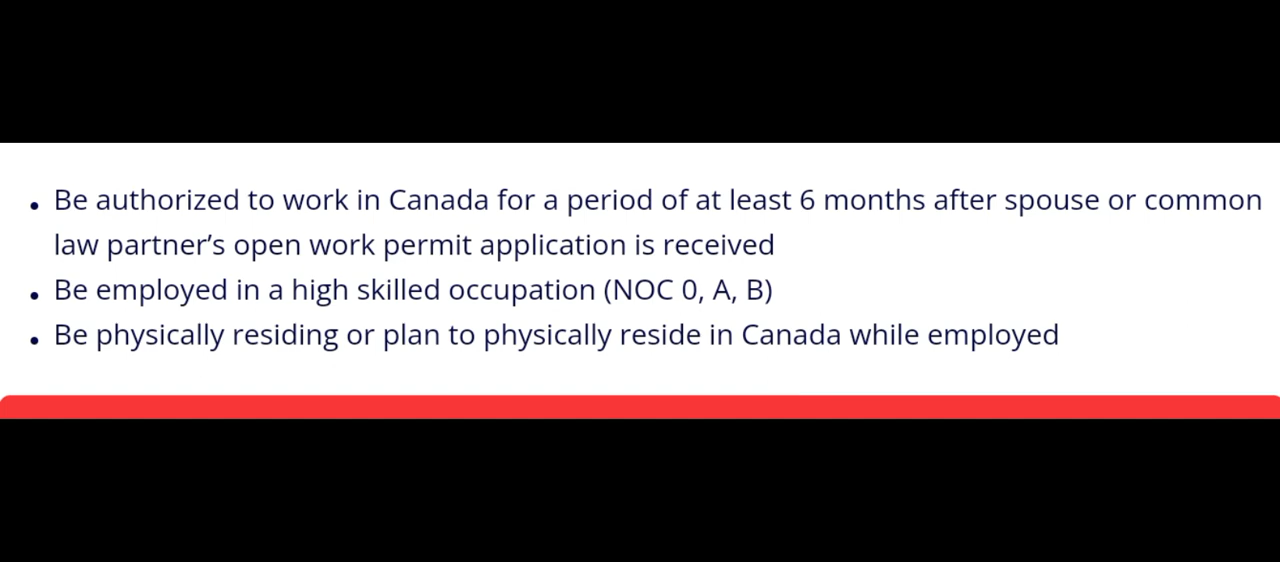 • Be authorized to work in Canada for a period of at least 6 months after spouse or common
law partner’s open work permit application is received
• Be employed in a high skilled occupation (NOC 0, A, B)
• Be physically residing or plan to physically reside in Canada while employed